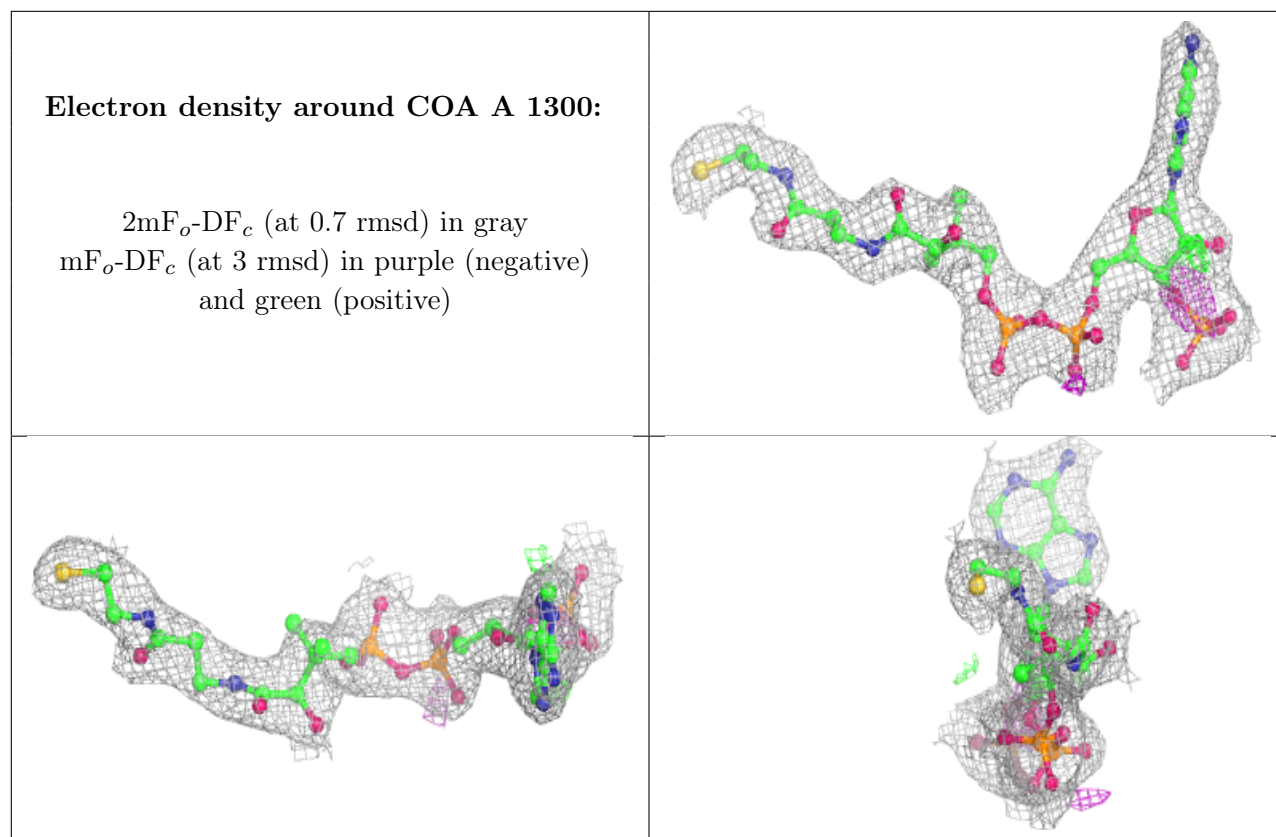 Electron density around COA A 1300:
2mFo-DFc (at 0.7 rmsd) in gray
mFo-DFc (at 3 rmsd) in purple (negative)
and green (positive)